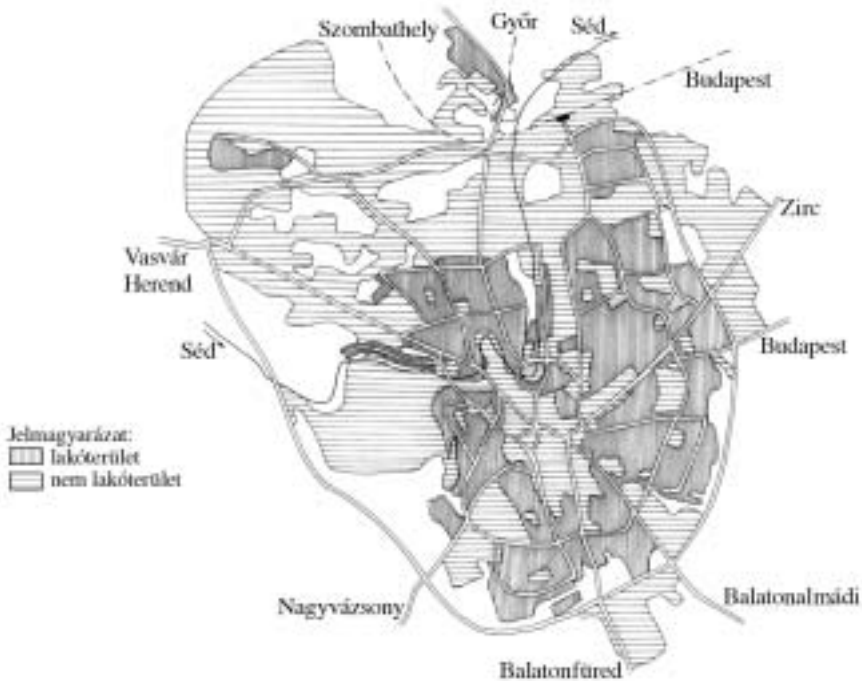 Szombathely
Győr
Séd
Budapest
Zirc
Vasvár
Herend
Séd
Budapest
Jelmagyarázat:
lakóterület
nem lakóterület
Nagyvázsony
Balatonalmádi
Balatonfüred